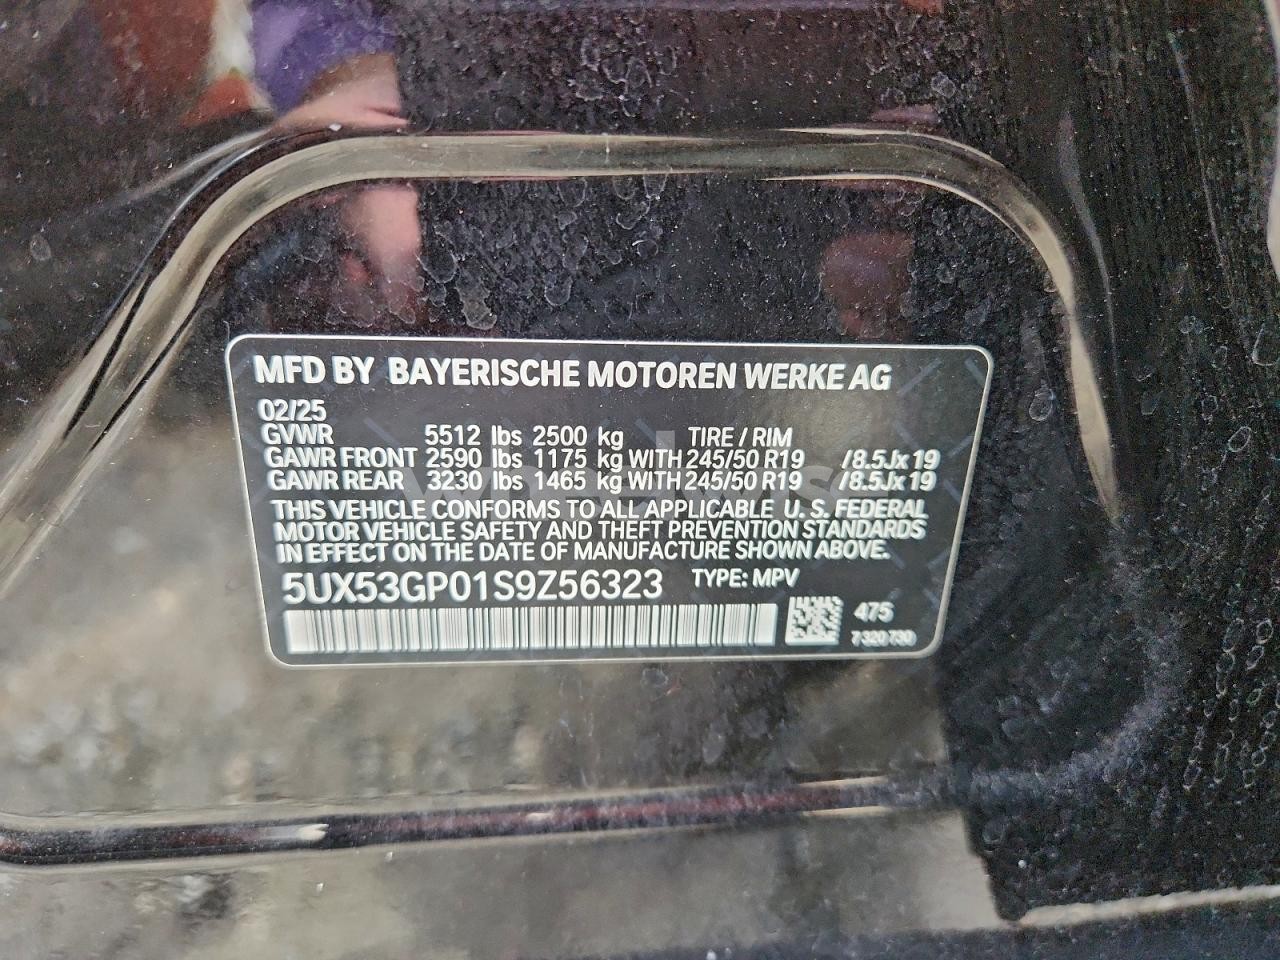 MFD BY BAYERISCHE MOTOREN WERKE AG
02/25
GVWR 5512 lbs 2500 kg TIRE / RIM
GAWR FRONT 2590 lbs 1175 kg WITH 245/50 R19 /8.5Jx19
GAWR REAR 3230 lbs 1465 kg WITH 245/50 R19 /8.5Jx19
THIS VEHICLE CONFORMS TO ALL APPLICABLE U. S. FEDERAL
MOTOR VEHICLE SAFETY AND THEFT PREVENTION STANDARDS
IN EFFECT ON THE DATE OF MANUFACTURE SHOWN ABOVE.
5UX53GP01S9Z56323 TYPE: MPV
475
7 320 730